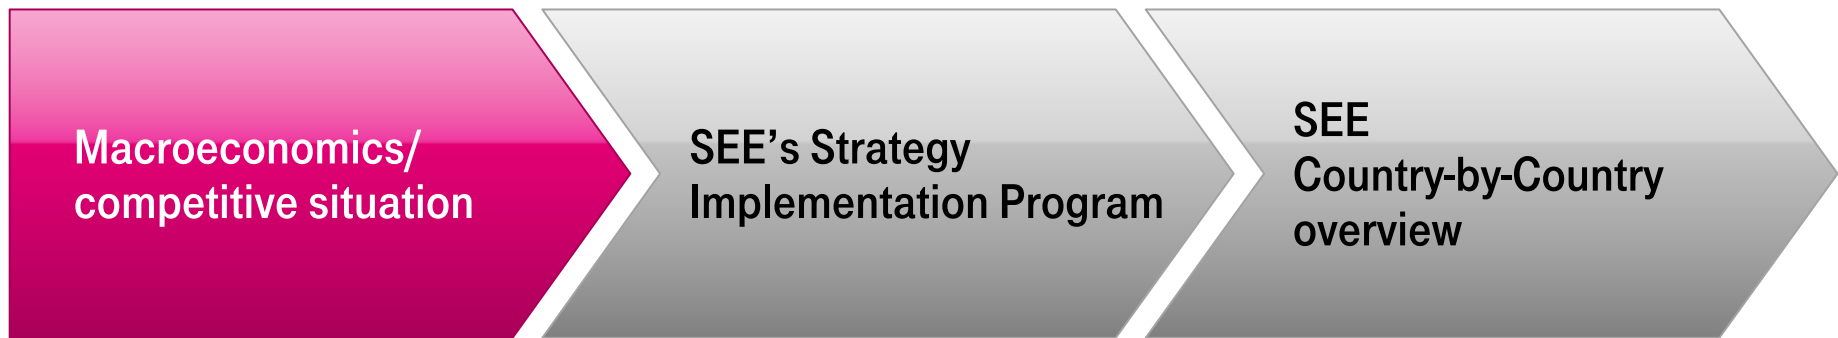 Macroeconomics/
competitive situation
SEE’s Strategy
Implementation Program
SEE
Country-by-Country
overview